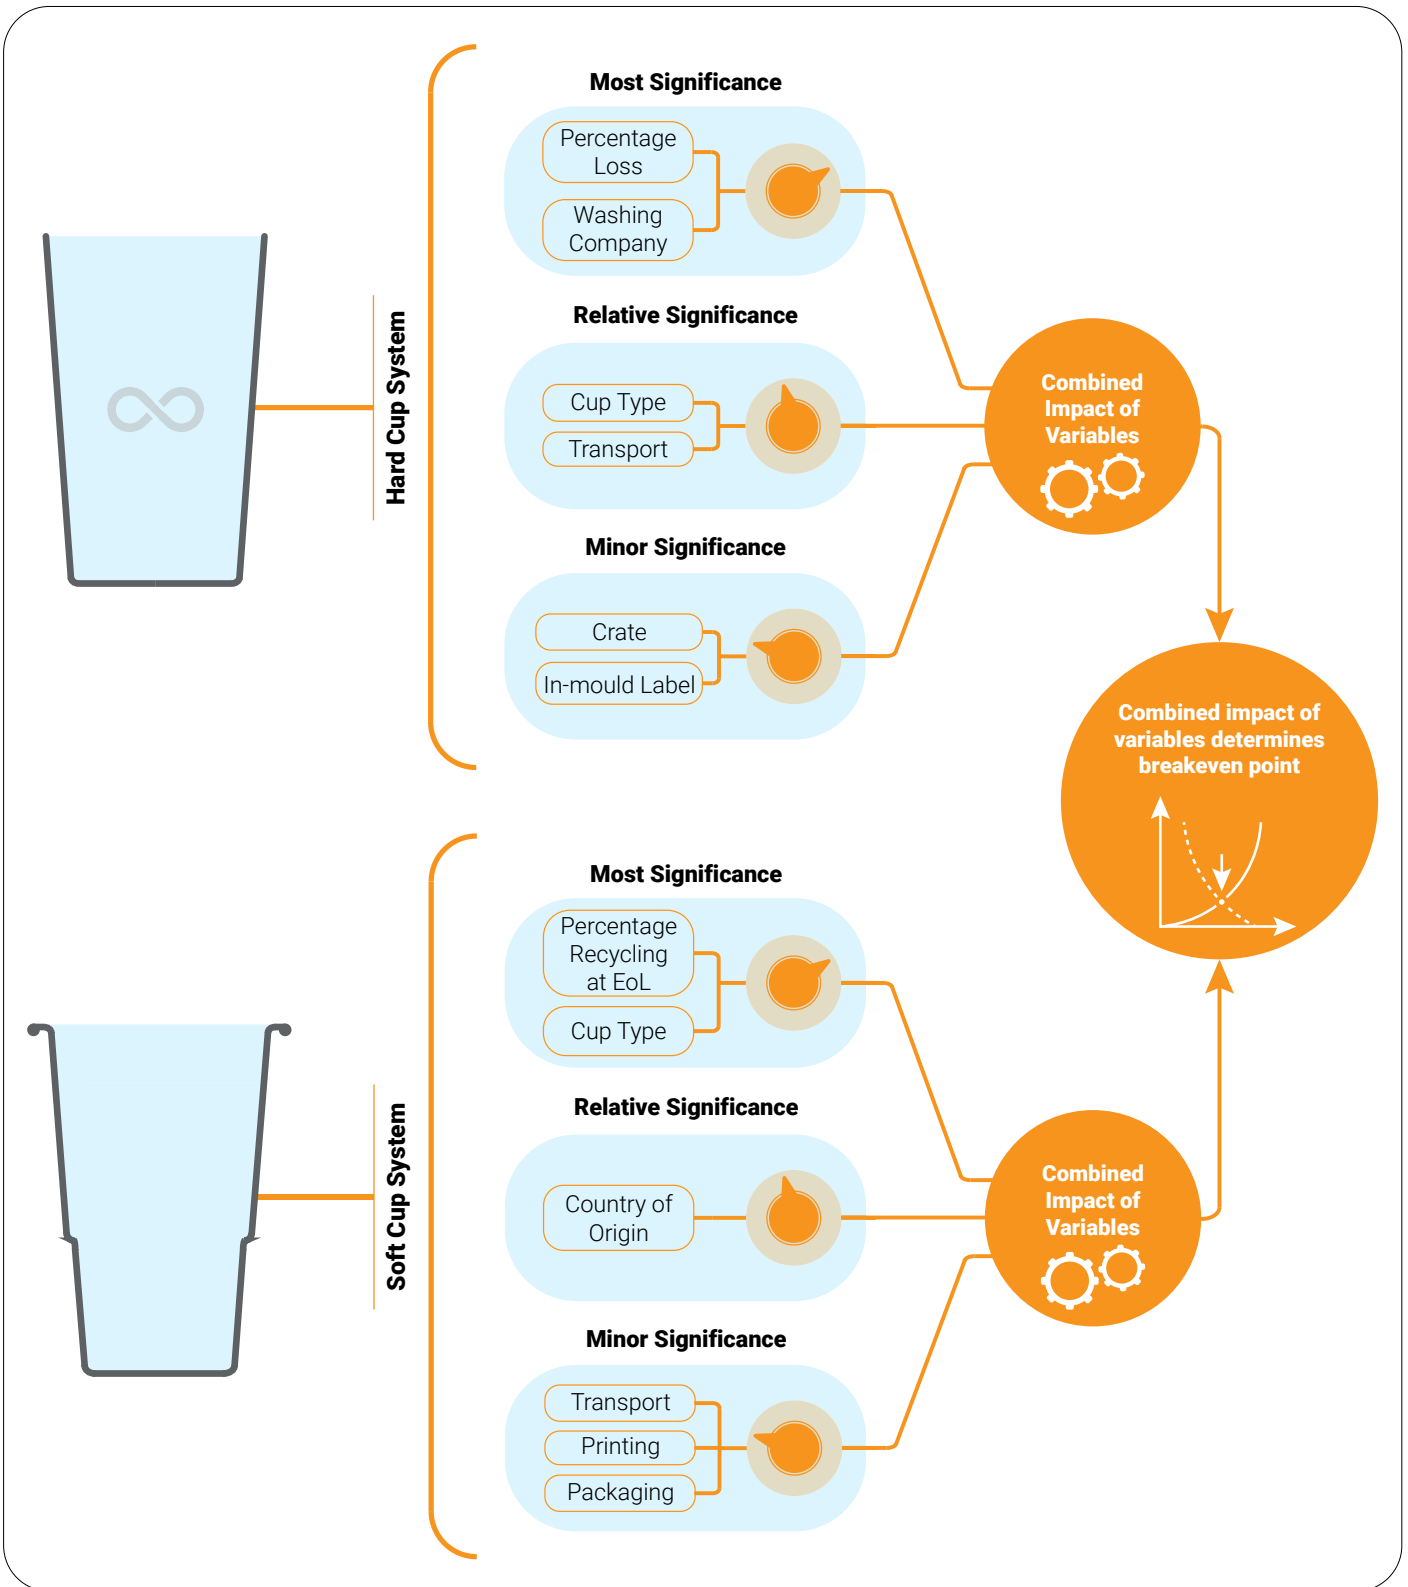 Most Significance
Percentage
Loss
Washing
Company
Hard Cup System
Relative Significance
Cup Type
Transport
Minor Significance
Crate
In-mould Label
Combined
Impact of
Variables
Combined impact of
variables determines
breakeven point
Soft Cup System
Most Significance
Percentage
Recycling
at EoL
Cup Type
Relative Significance
Country of
Origin
Minor Significance
Transport
Printing
Packaging
Combined
Impact of
Variables